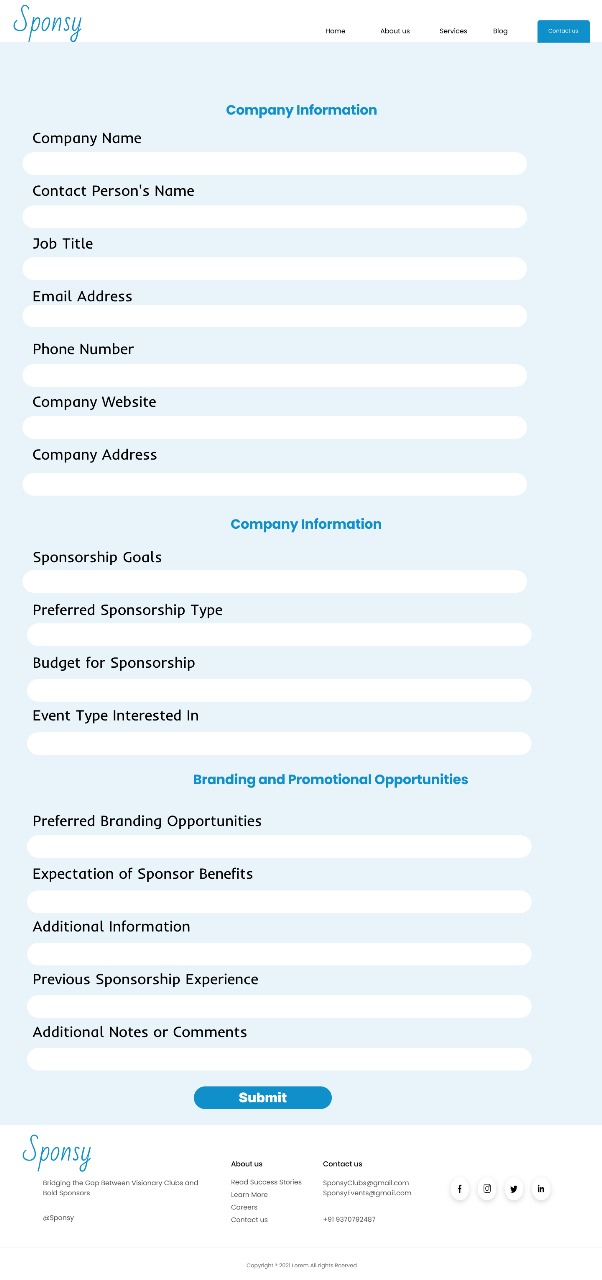 Sponsy
Home About us Services Blog Contact us
Company Information
Company Name
Contact Person's Name
Job Title
Email Address
Phone Number
Company Website
Company Address
Company Information
Sponsorship Goals
Preferred Sponsorship Type
Budget for Sponsorship
Event Type Interested In
Branding and Promotional Opportunities
Preferred Branding Opportunities
Expectation of Sponsor Benefits
Additional Information
Previous Sponsorship Experience
Additional Notes or Comments
Submit
Sponsy
Bridging the Gap Between Visionary Clubs and
Bold Sponsors
@Sponsy
About us
Read Success Stories
Learn More
Careers
Contact us
Contact us
SponsyClubs@gmail.com
SponsyEvents@gmail.com
+91 9370792487
Copyright ® 2021 Lorem All rights Rcerved